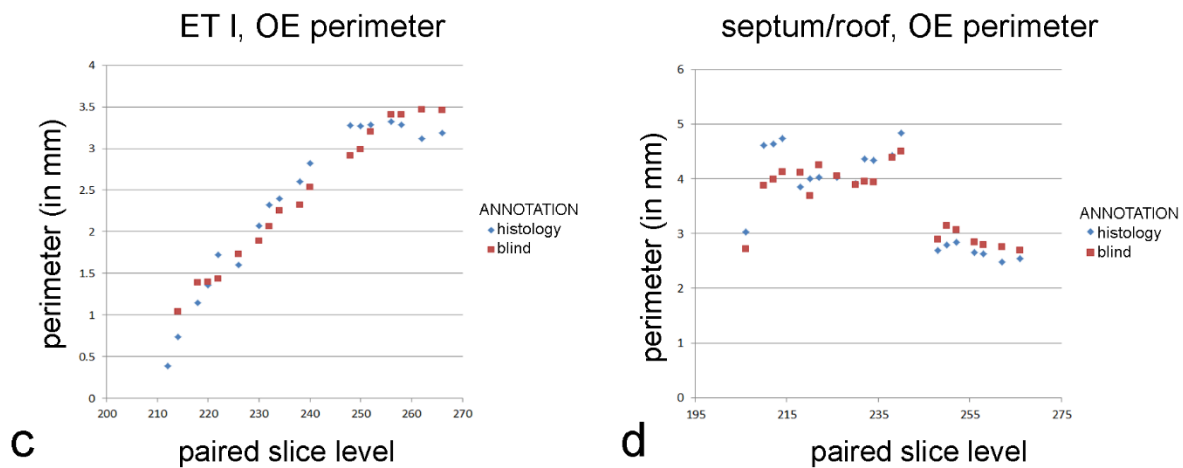 ET I, OE perimeter
4
3.5
3
2.5
2
1.5
1
0.5
0
200 210 220 230 240 250 260 270
perimeter (in mm)
paired slice level
ANNOTATION
histology
blind
c
septum/roof, OE perimeter
6
5
4
3
2
1
0
195 215 235 255 275
perimeter (in mm)
paired slice level
ANNOTATION
histology
blind
d